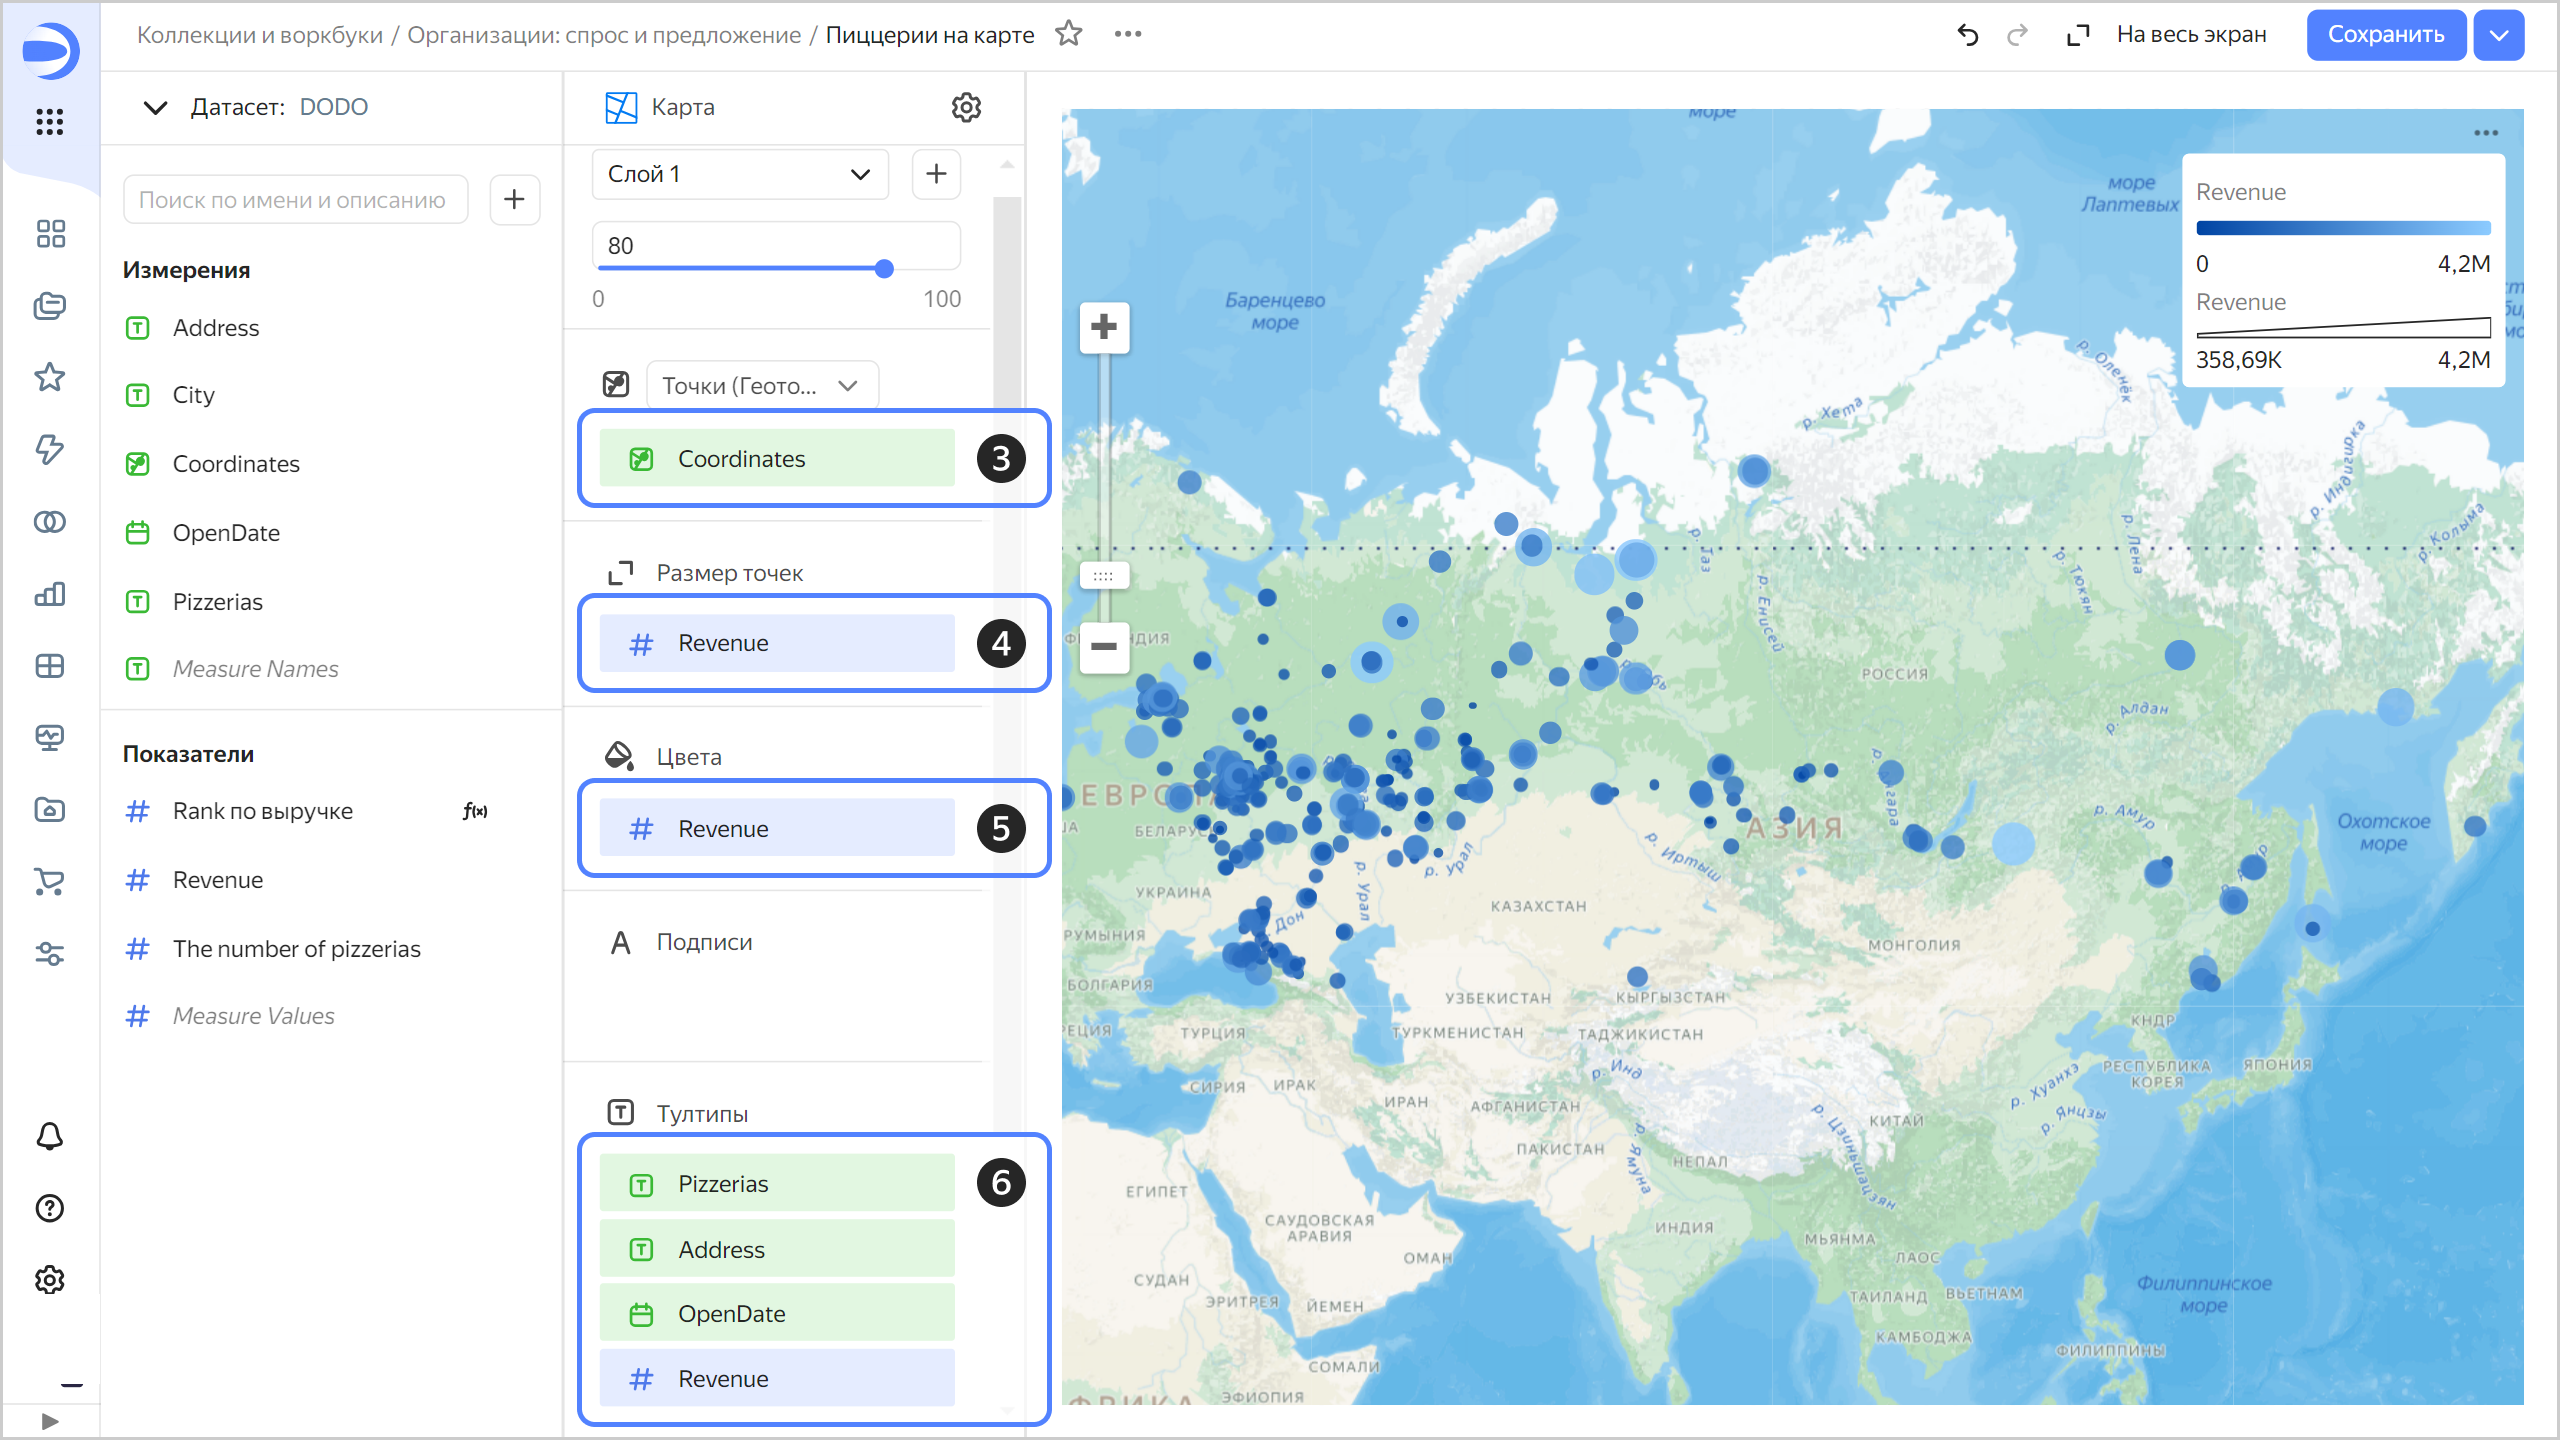 Коллекции и воркбуки / Организации: спрос и предложение / Пиццерии на карте
На весь экран
Сохранить
Датасет: DODO
Поиск по имени и описанию
Измерения
Address
City
Coordinates
OpenDate
Pizzerias
Measure Names
Показатели
Rank по выручке f(x)
Revenue
The number of pizzerias
Measure Values
Карта
Слой 1
80
0 100
Точки (Геото...
Coordinates
3
Размер точек
Revenue
4
Цвета
Revenue
5
Подписи
Тултипы
Pizzerias
6
Address
OpenDate
Revenue
Revenue
0 4,2M
Revenue
358,69K 4,2M
море
море
Лаптевых
Баренцево
море
р. Оленёк
р. Хета
р. Индигирка
р. Колыма
р. Таз
р. Лена
р. Тюкян
р. Енисей
РОССИЯ
р. Алдан
р. Амур
Охотское
море
АЗИЯ
БЕЛАРУС
р. Иртыш
р. Урал
р. Урал
УКРАИНА
КАЗАХСТАН
Дон
РУМЫНИЯ
МОНГОЛИЯ
БОЛГАРИЯ
УЗБЕКИСТАН
КЫРГЫЗСТАН
ТУРЦИЯ
ТУРКМЕНИСТАН
ТАДЖИКИСТАН
КНДР
РЕСПУБЛИКА
КОРЕЯ
ЯПОНИЯ
СИРИЯ
ИРАК
р. Инд
р. Хуанхэ
ИРАН
АФГАНИСТАН
КИТАЙ
р. Янцзы
ПАКИСТАН
р. Ямуна
НЕПАЛ
р. Цзиньшацзян
ЕГИПЕТ
САУДОВСКАЯ
АРАВИЯ
ИНДИЯ
МЬЯНМА
ОМАН
ЛАОС
СУДАН
Филиппинское
море
ЭРИТРЕЯ
ЙЕМЕН
ТАИЛАНД
ВЬЕТНАМ
КАМБОДЖА
ФИЛИППИНЫ
СОМАЛИ
ЭФИОПИЯ